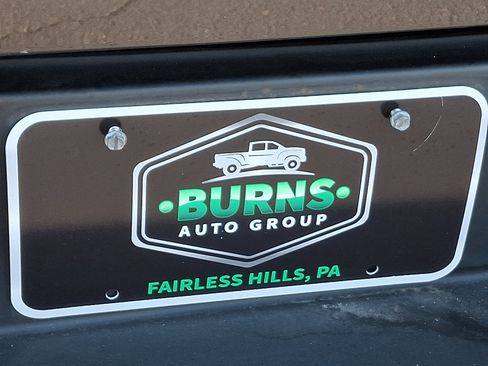 •BURNS•
AUTO GROUP
FAIRLESS HILLS, PA